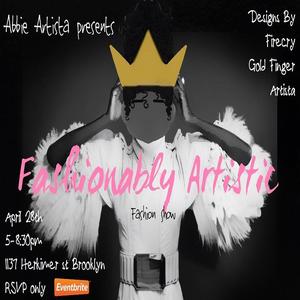 Abbie Artista presents
Designs By
Firecry
Gold Finger
Artista
Fashionably Artistic
Fashion Show
April 28th
5-8:30pm
1137 Herkimer st Brooklyn
RSVP only Eventbrite